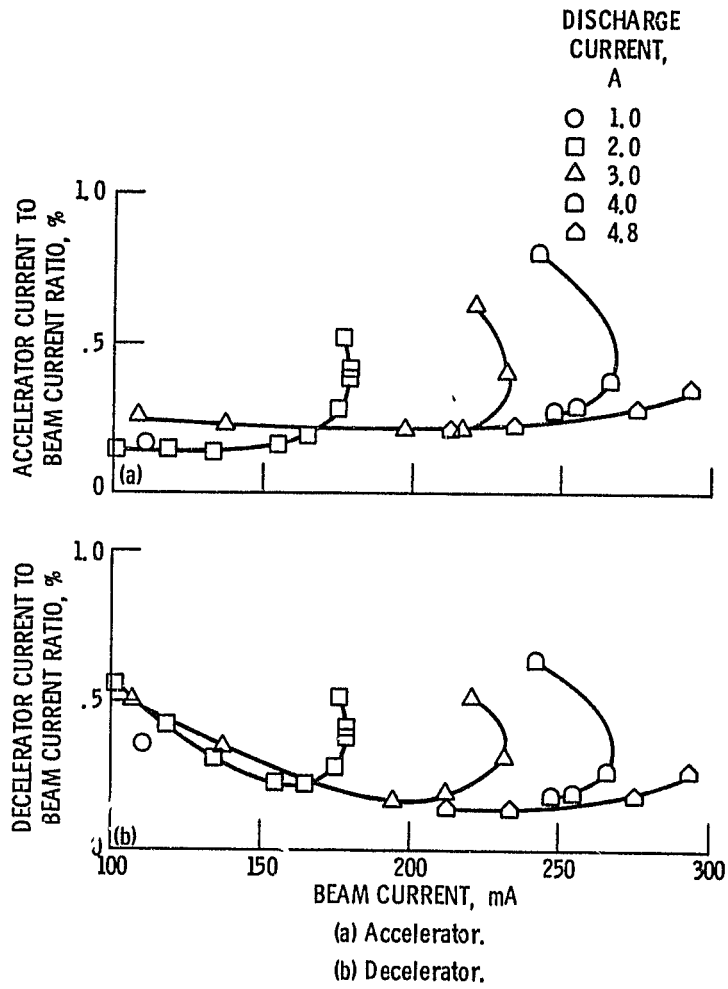 DISCHARGE
CURRENT,
A
1.0
2.0
3.0
4.0
4.8
ACCELERATOR CURRENT TO
BEAM CURRENT RATIO, %
1.0
.5
0
(a)
DECELERATOR CURRENT TO
BEAM CURRENT RATIO, %
1.0
.5
0
(b)
100
150
200
250
300
BEAM CURRENT, mA
(a) Accelerator.
(b) Decelerator.